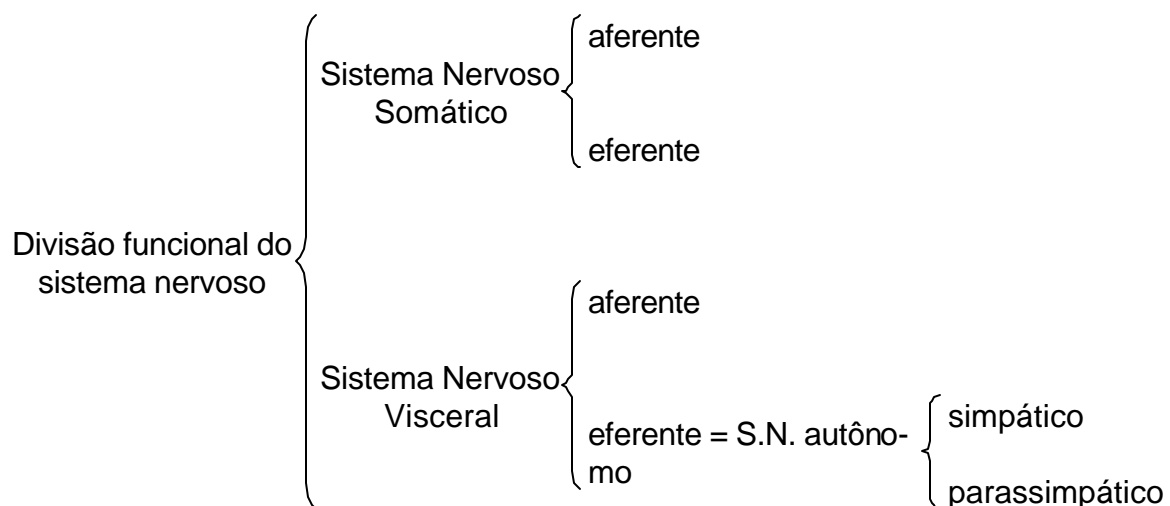 Divisão funcional do
sistema nervoso
Sistema Nervoso
Somático
aferente
eferente
Sistema Nervoso
Visceral
aferente
eferente = S.N. autôno-
mo
simpático
parassimpático